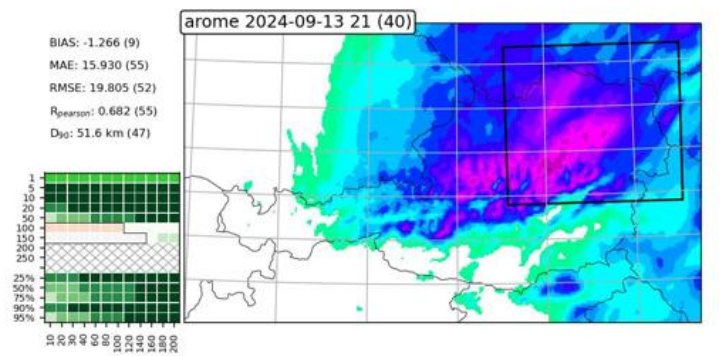 arome 2024-09-13 21 (40)
BIAS: -1.266 (9)
MAE: 15.930 (55)
RMSE: 19.805 (52)
Rpearson: 0.682 (55)
D90: 51.6 km (47)
1
5
10
20
50
100
150
200
250
25%
50%
75%
90%
95%
10 20 30 40 60 80 100 120 140 160 180 200